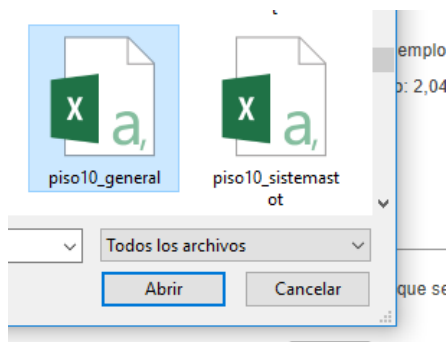 emplo
o: 2,04
X a,
X a,
piso10_general
piso10_sistemast
ot
Todos los archivos
Abrir
Cancelar
que se